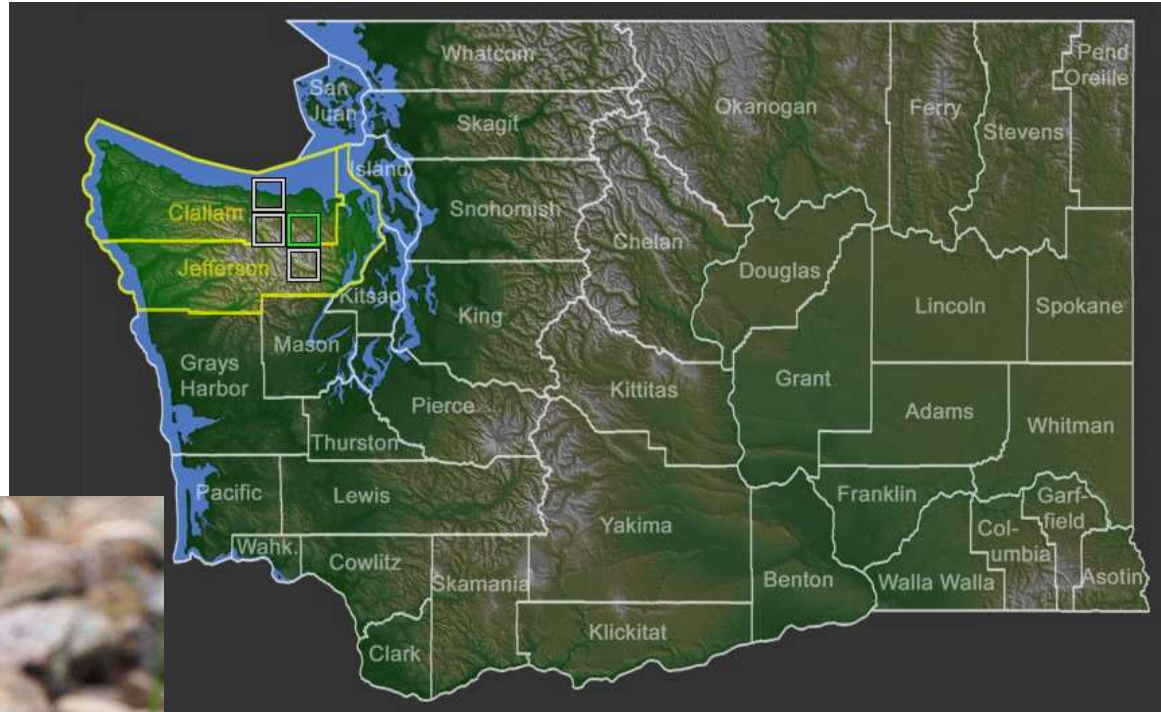 Whatcom
Pend
Oreille
San
Juan
Okanogan
Ferry
Skagit
Stevens
Island
Clallam
Snohomish
Chelan
Jefferson
Douglas
Kitsap
Lincoln
Spokane
King
Mason
Grays
Harbor
Kittitas
Grant
Pierce
Adams
Whitman
Thurston
Pacific
Lewis
Franklin
Garf-
field
Yakima
Col-
umbia
Wahk.
Cowlitz
Skamania
Benton
Walla Walla
Asotin
Klickitat
Clark